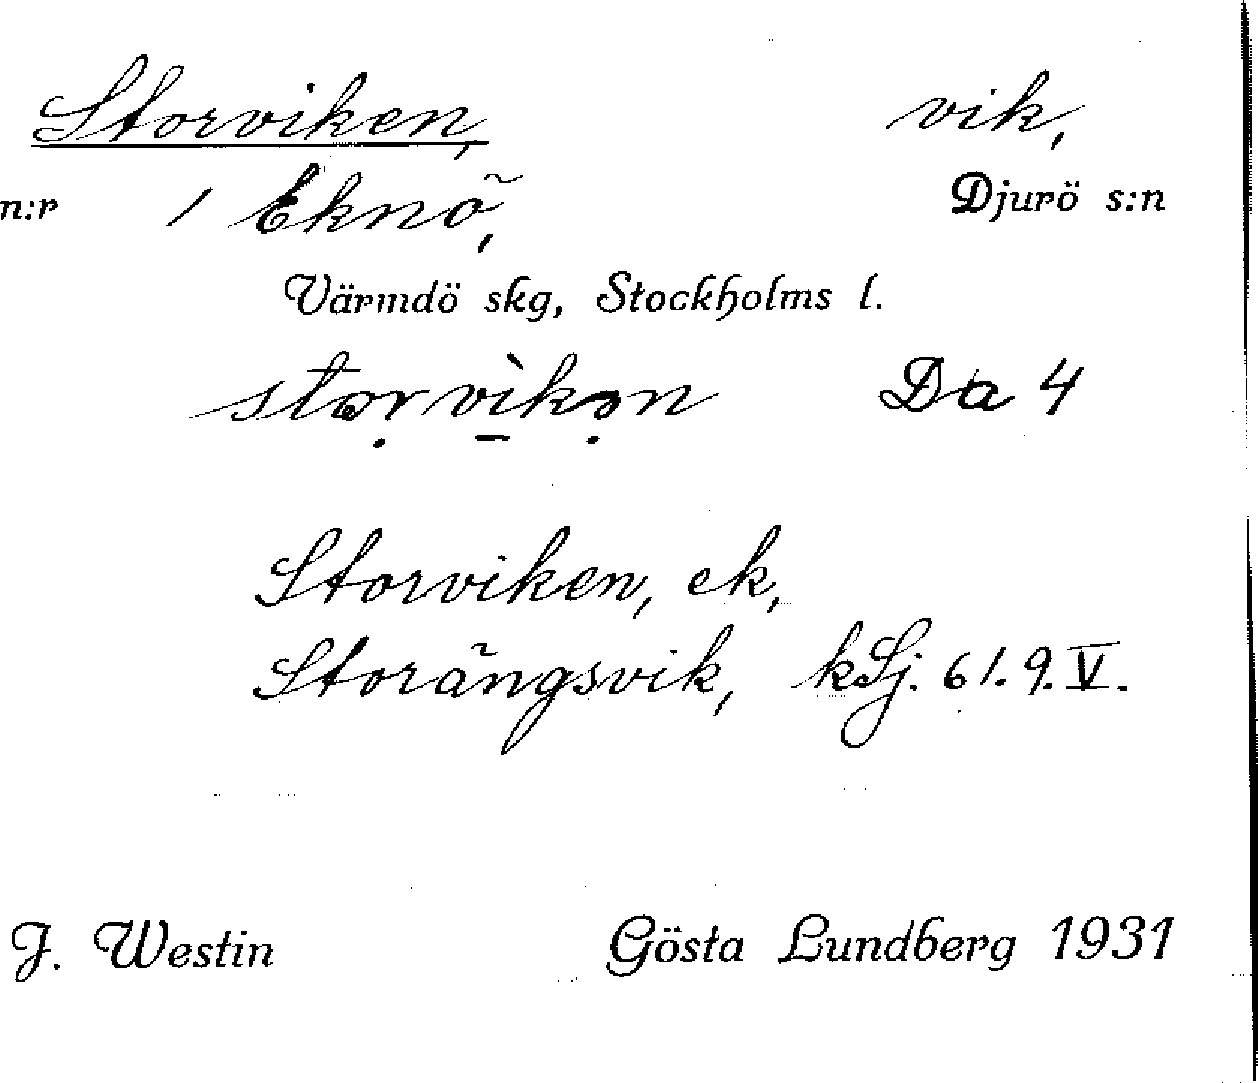 Storviken, vik,
n:r 1 Eknö, Djurö s:n
Värmdö skg, Stockholms l.
Da 4
Storviken, ek,
Storängsvik, kSj. 61. 9. V.
J. Westin Gösta Lundberg 1931